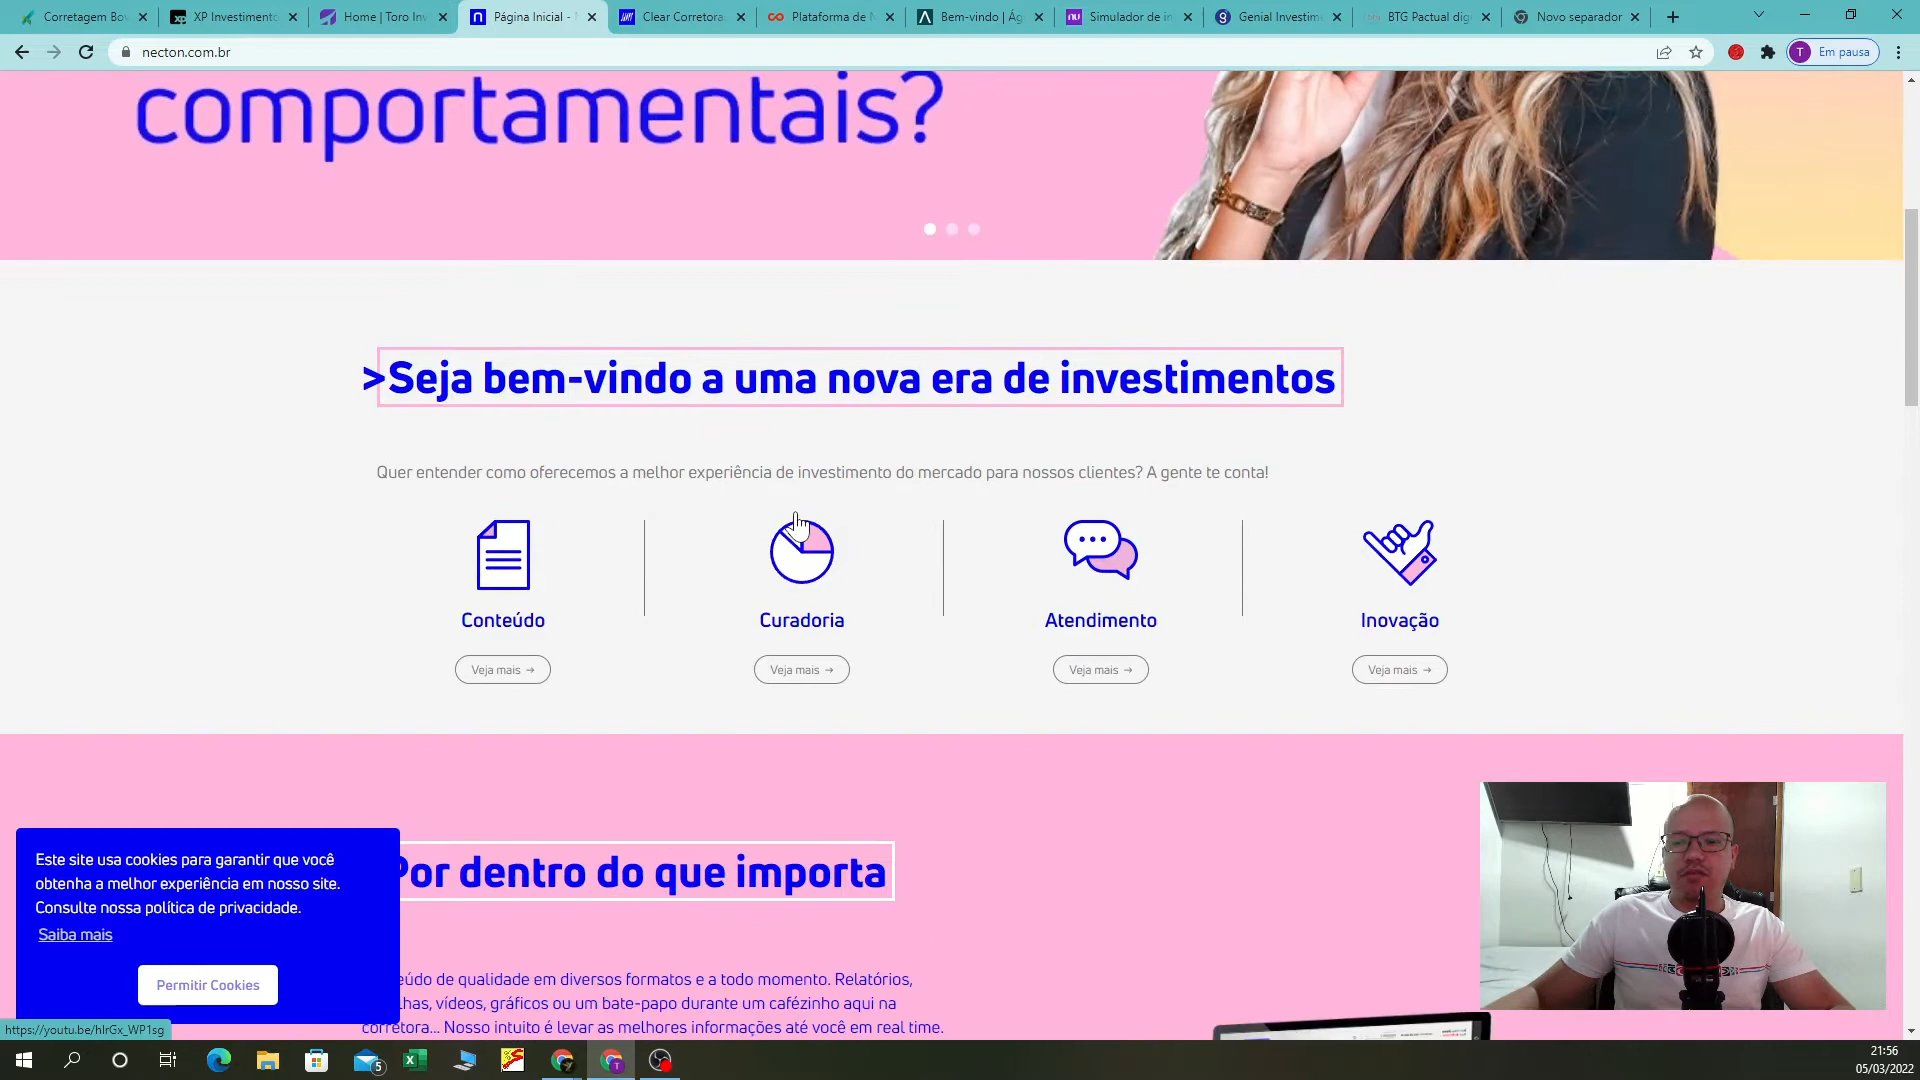 Corretagem Bov
XP Investimento
Home | Toro Inv
Página Inicial -
Clear Corretora
Plataforma de N
Bem-vindo | Ág
Simulador de in
Genial Investim
BTG Pactual dig
Novo separador
necton.com.br
T
Em pausa
comportamentais?
>Seja bem-vindo a uma nova era de investimentos
Quer entender como oferecemos a melhor experiência de investimento do mercado para nossos clientes? A gente te conta!
Conteúdo
Curadoria
Atendimento
Inovação
Veja mais →
Veja mais →
Veja mais →
Veja mais →
Por dentro do que importa
Este site usa cookies para garantir que você
obtenha a melhor experiência em nosso site.
Consulte nossa política de privacidade.
Saiba mais
Permitir Cookies
eúdo de qualidade em diversos formatos e a todo momento. Relatórios,
lhas, vídeos, gráficos ou um bate-papo durante um cafézinho aqui na
corretora... Nosso intuito é levar as melhores informações até você em real time.
https://youtu.be/hlrGx_WP1sg
5
21:56
05/03/2022